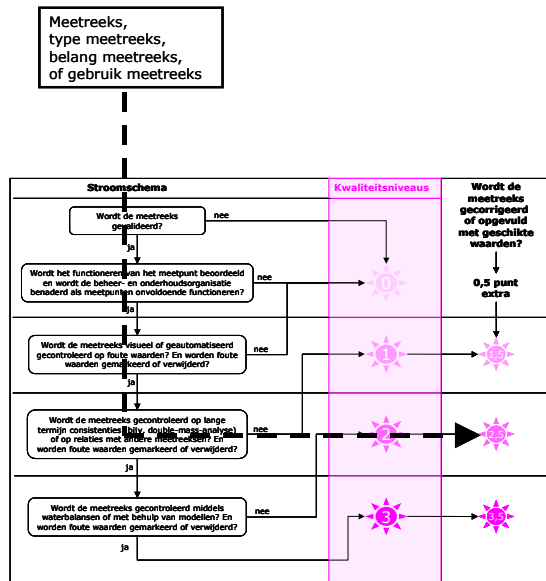 Meetreeks,
type meetreeks,
belang meetreeks,
of gebruik meetreeks
Stroomschema
Kwaliteitsniveaus
Wordt de
meetreeks
gecorrigeerd
of opgevuld
met geschikte
waarden?
0,5 punt
extra
Wordt de meetreeks
gevalideerd?
nee
ja
Wordt het functioneren van het meetpunt beoordeeld
en wordt de beheer- en onderhoudsorganisatie
benaderd als meetpunten onvoldoende functioneren?
nee
0
ja
Wordt de meetreeks visueel of geautomatiseerd
gecontroleerd op foute waarden? En worden foute
waarden gemarkeerd of verwijderd?
nee
1
1,5
ja
Wordt de meetreeks gecontroleerd op lange
termijn consistenties (bijv. double-mass-analyse)
of op relaties met andere meetreeksen? En
worden foute waarden gemarkeerd of verwijderd?
nee
2
2,5
ja
Wordt de meetreeks gecontroleerd middels
waterbalansen of met behulp van modellen? En
worden foute waarden gemarkeerd of verwijderd?
nee
3
3,5
ja